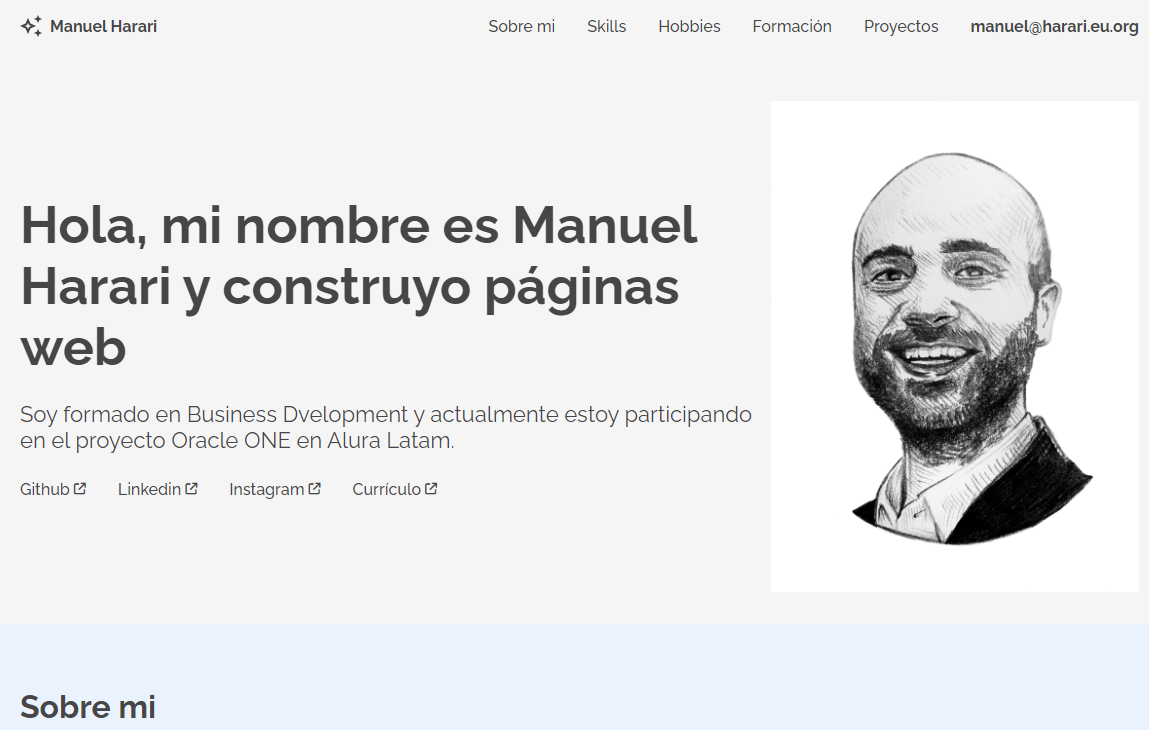 Manuel Harari
Sobre mi
Skills
Hobbies
Formación
Proyectos
manuel@harari.eu.org
Hola, mi nombre es Manuel
Harari y construyo páginas
web
Soy formado en Business Dvelopment y actualmente estoy participando
en el proyecto Oracle ONE en Alura Latam.
Github
Linkedin
Instagram
Currículo
Sobre mi